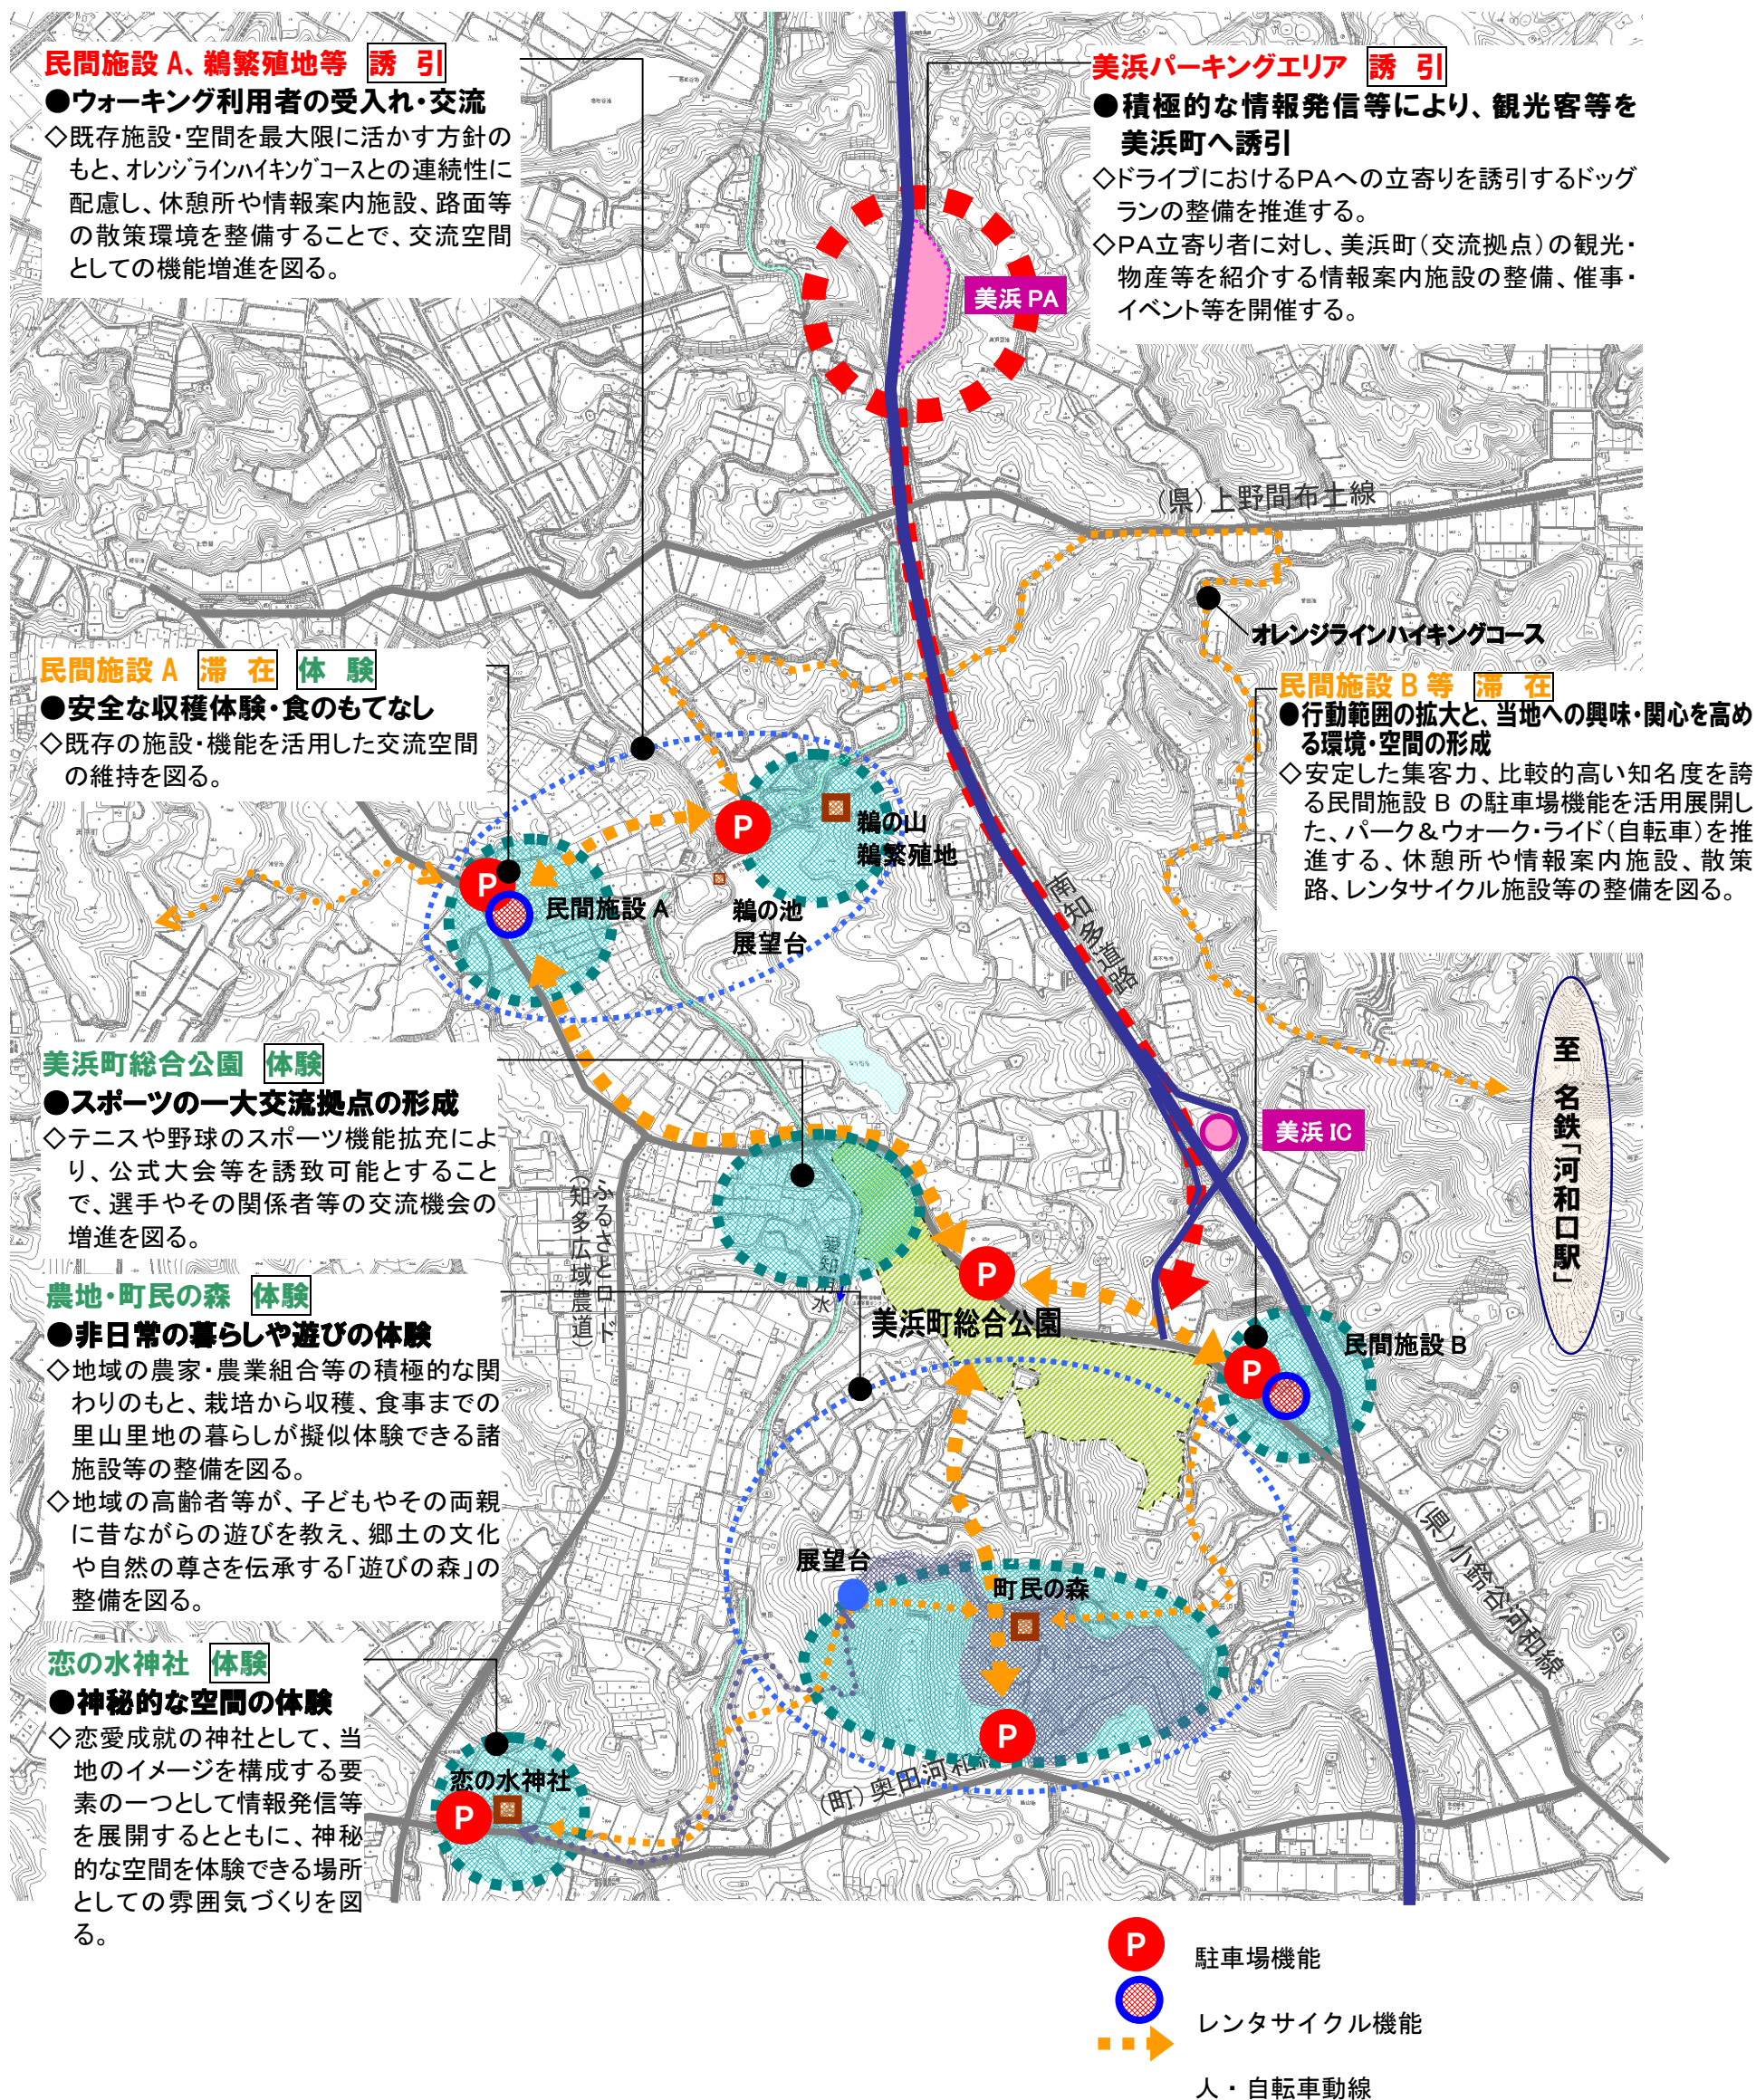 民間施設 A、鵜繁殖地等 誘 引
●ウォーキング利用者の受入れ・交流
◇既存施設・空間を最大限に活かす方針の
もと、オレンジラインハイキングコースとの連続性に
配慮し、休憩所や情報案内施設、路面等
の散策環境を整備することで、交流空間
としての機能増進を図る。
美浜パーキングエリア 誘 引
●積極的な情報発信等により、観光客等を
美浜町へ誘引
◇ドライブにおけるPAへの立寄りを誘引するドッグ
ランの整備を推進する。
◇PA立寄り者に対し、美浜町(交流拠点)の観光・
物産等を紹介する情報案内施設の整備、催事・
イベント等を開催する。
美浜 PA
(県)上野間布土線
オレンジラインハイキングコース
民間施設 A 滞 在 体 験
●安全な収穫体験・食のもてなし
◇既存の施設・機能を活用した交流空間
の維持を図る。
民間施設 B 等 滞 在
●行動範囲の拡大と、当地への興味・関心を高め
る環境・空間の形成
◇安定した集客力、比較的高い知名度を誇
る民間施設 B の駐車場機能を活用展開し
た、パーク&ウォーク・ライド(自転車)を推
進する、休憩所や情報案内施設、散策
路、レンタサイクル施設等の整備を図る。
P
鵜の山
鵜繁殖地
P
民間施設 A
鵜の池
展望台
南知多道路
至 名鉄「河和口駅」
美浜町総合公園 体験
●スポーツの一大交流拠点の形成
◇テニスや野球のスポーツ機能拡充によ
り、公式大会等を誘致可能とすること
で、選手やその関係者等の交流機会の
増進を図る。
美浜 IC
ふるさとロード
(知多広域農道)
愛知用水
P
美浜町総合公園
民間施設 B
P
農地・町民の森 体験
●非日常の暮らしや遊びの体験
◇地域の農家・農業組合等の積極的な関
わりのもと、栽培から収穫、食事までの
里山里地の暮らしが擬似体験できる諸
施設等の整備を図る。
◇地域の高齢者等が、子どもやその両親
に昔ながらの遊びを教え、郷土の文化
や自然の尊さを伝承する「遊びの森」の
整備を図る。
(県)小鈴谷河和線
展望台
町民の森
P
(町)奥田河和線
恋の水神社 体験
●神秘的な空間の体験
◇恋愛成就の神社として、当
地のイメージを構成する要
素の一つとして情報発信等
を展開するとともに、神秘
的な空間を体験できる場所
としての雰囲気づくりを図
る。
恋の水神社
P
P 駐車場機能
レンタサイクル機能
人・自転車動線